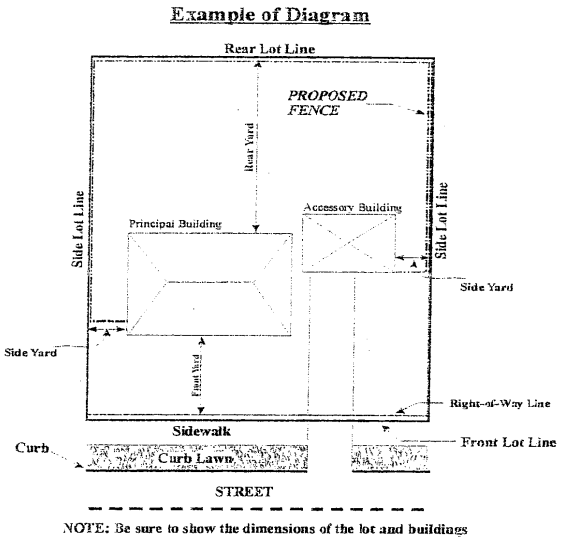 Example of Diagram
Rear Lot Line
PROPOSED
FENCE
Rear Yard
Side Lot Line
Accessory Building
Principal Building
Side Lot Line
Side Yard
Side Yard
Front Yard
Right-of-Way Line
Sidewalk
Front Lot Line
Curb
Curb Lawn
STREET
NOTE: Be sure to show the dimensions of the lot and buildings